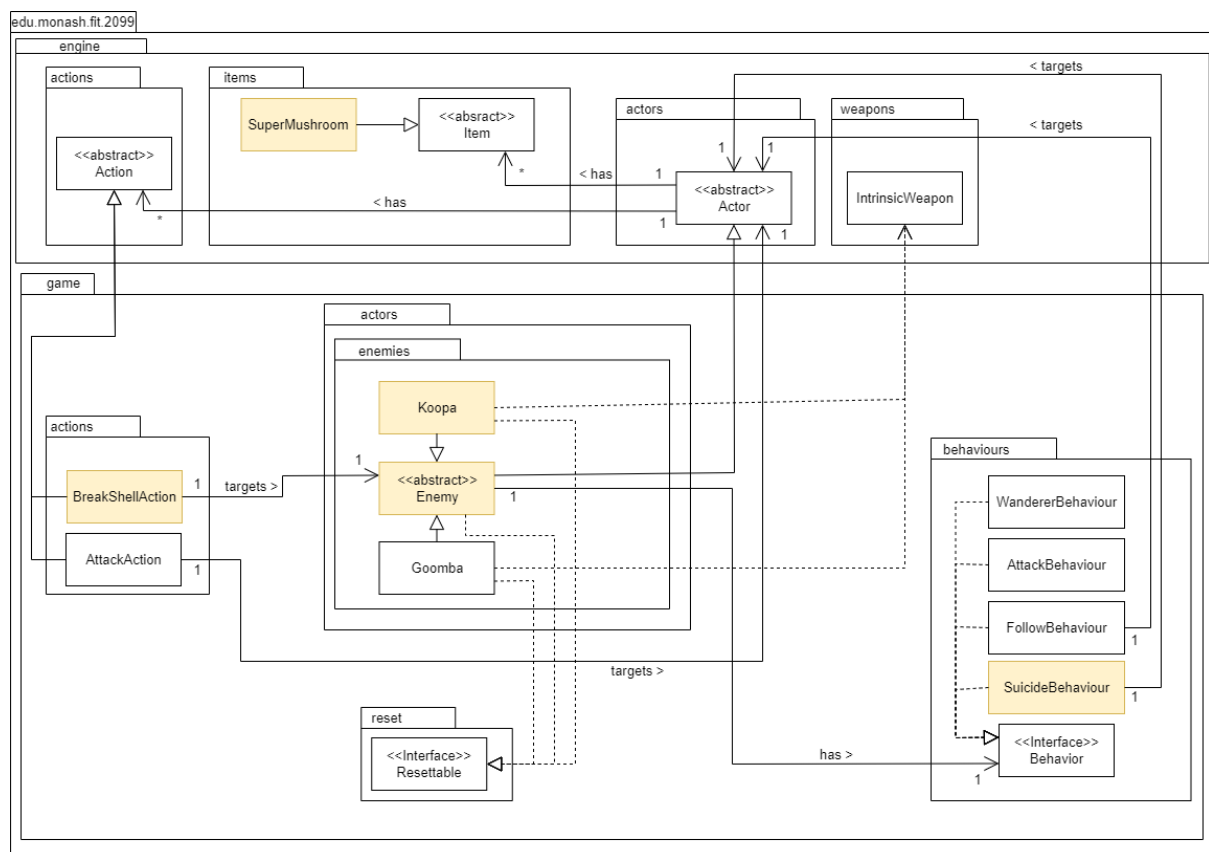 edu.monash.fit.2099
engine
actions
items
actors
weapons
< targets
< targets
SuperMushroom
<<absract>>
Item
<<abstract>>
Action
1
1
< has
1
*
<<abstract>>
Actor
IntrinsicWeapon
< has
*
1
1
game
actors
enemies
Koopa
actions
behaviours
1
<<abstract>>
Enemy
1
BreakShellAction
1
targets >
WandererBehaviour
AttackAction
1
Goomba
AttackBehaviour
FollowBehaviour
1
targets >
SuicideBehaviour
1
reset
<<Interface>>
Resettable
has >
<<Interface>>
Behavior
1